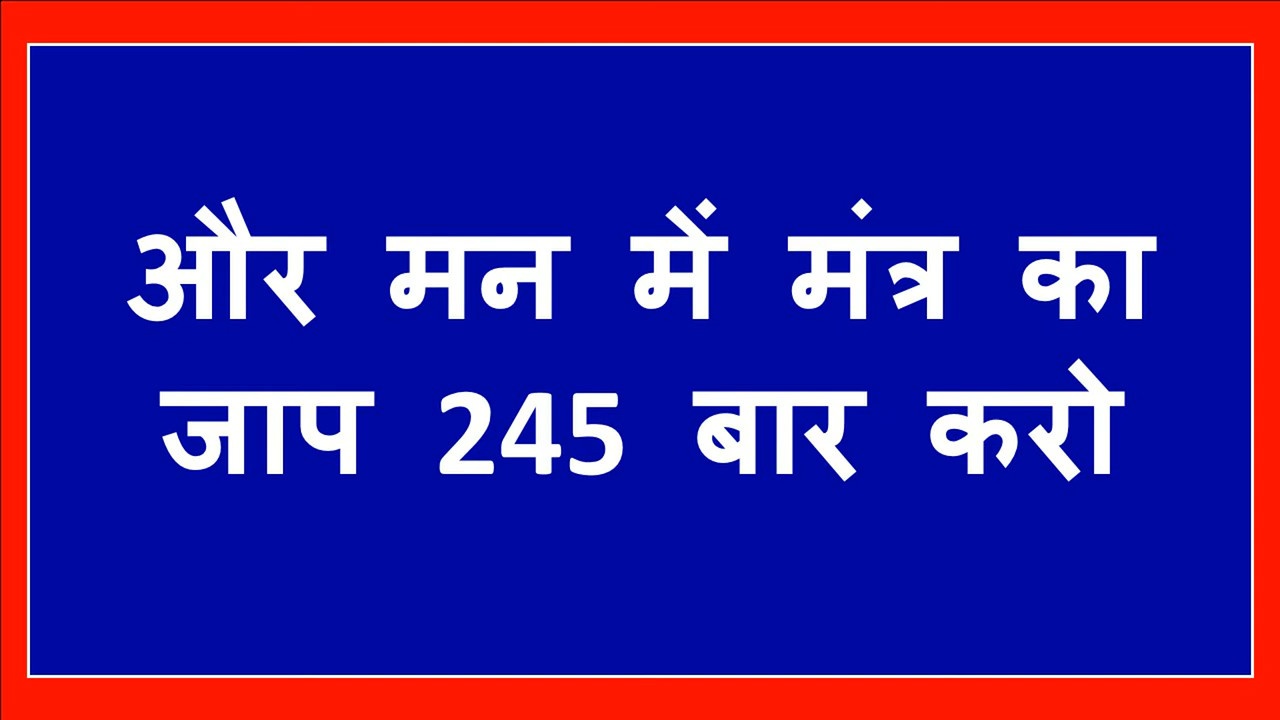 और मन में मंत्र का
जाप 245 बार करो